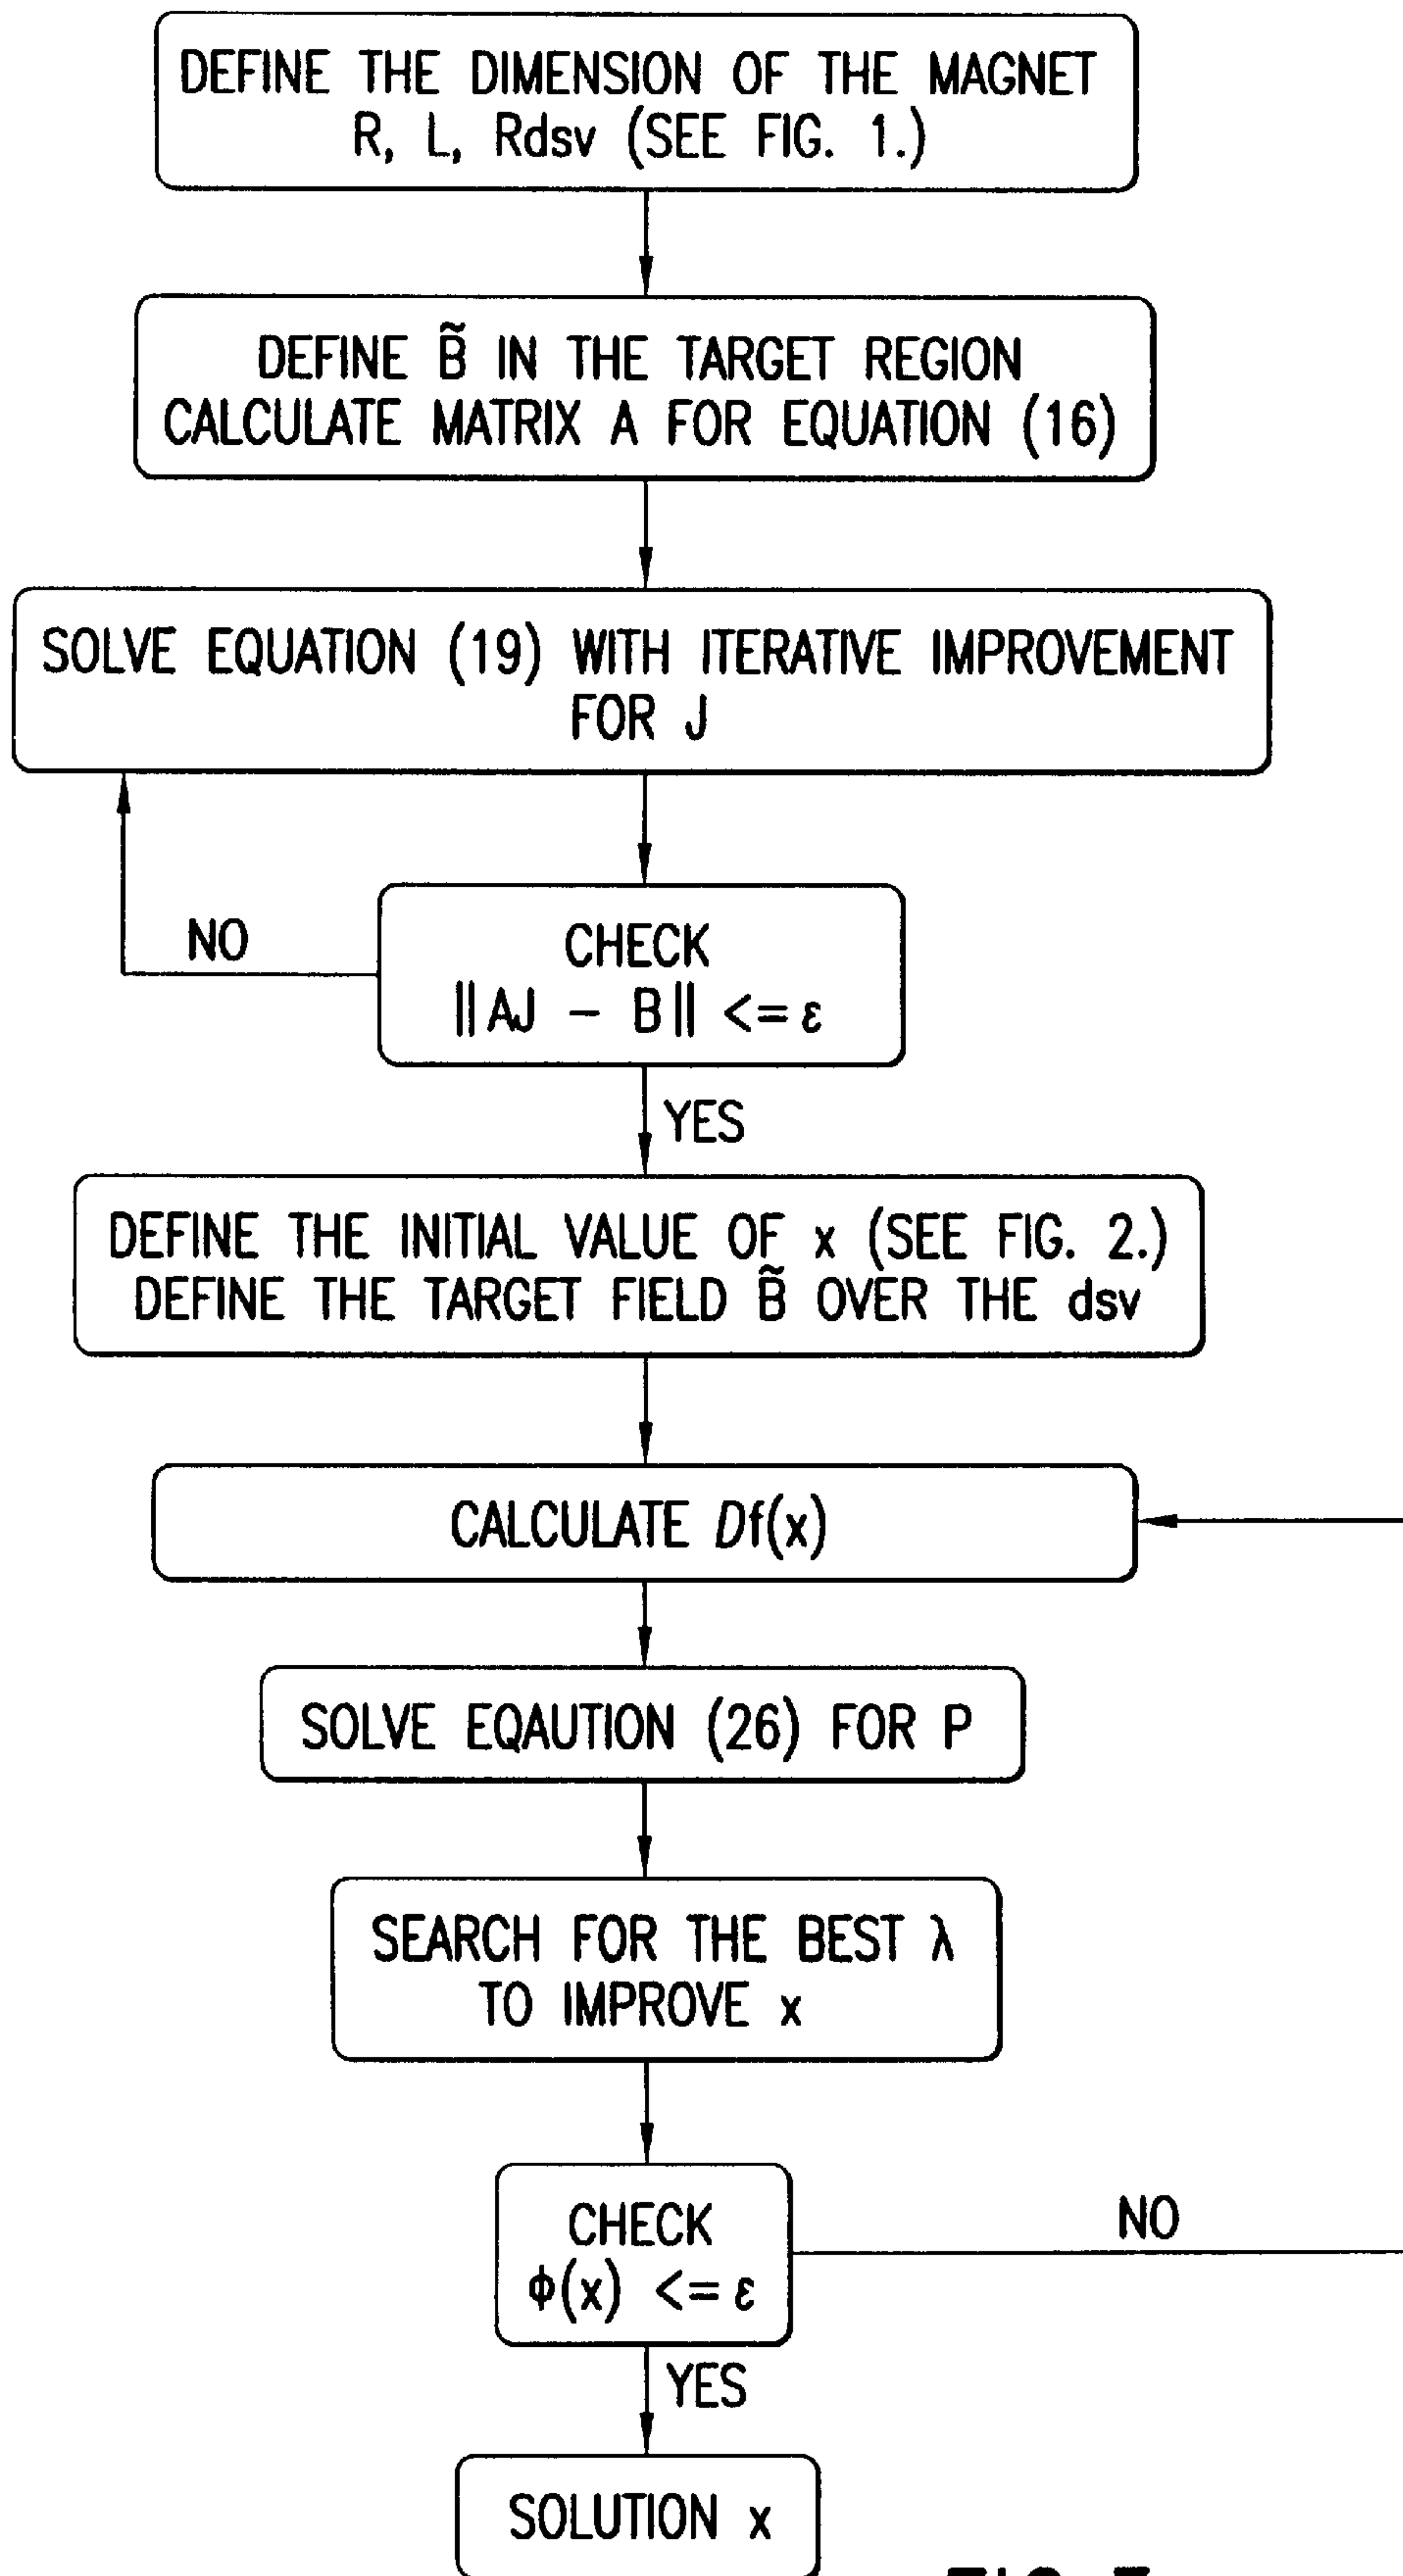 DEFINE THE DIMENSION OF THE MAGNET
R, L, Rdsv (SEE FIG. 1.)
DEFINE B̃ IN THE TARGET REGION
CALCULATE MATRIX A FOR EQUATION (16)
SOLVE EQUATION (19) WITH ITERATIVE IMPROVEMENT
FOR J
NO
CHECK
||AJ - B|| <= ε
YES
DEFINE THE INITIAL VALUE OF x (SEE FIG. 2.)
DEFINE THE TARGET FIELD B̃ OVER THE dsv
CALCULATE Df(x)
SOLVE EQAUTION (26) FOR P
SEARCH FOR THE BEST λ
TO IMPROVE x
CHECK
ϕ(x) <= ε
NO
YES
SOLUTION x